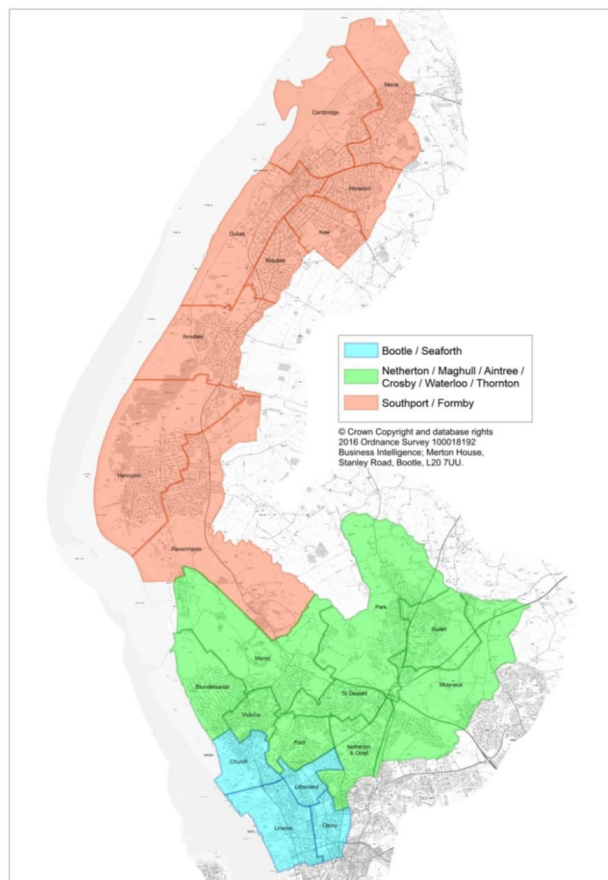 Meols
Cambridge
Norwood
Kew
Dukes
Birkdale
Ainsdale
Harington
Ravenmeols
Park
Sudell
Manor
Molyneux
Blundellsands
St Oswald
Victoria
Ford
Netherton
& Orrell
Church
Litherland
Linacre
Derby
Bootle / Seaforth
Netherton / Maghull / Aintree /
Crosby / Waterloo / Thornton
Southport / Formby
© Crown Copyright and database rights
2016 Ordnance Survey 100018192
Business Intelligence; Merton House,
Stanley Road, Bootle, L20 7UU.